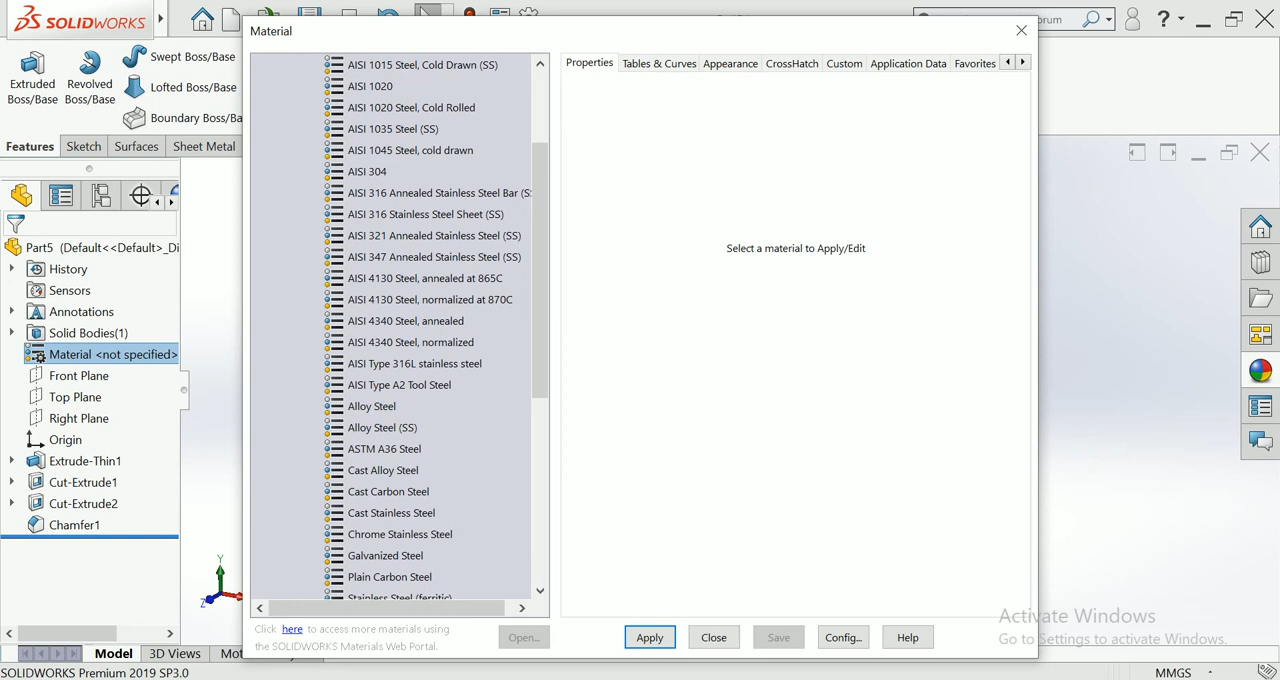 SOLIDWORKS
Material
orum
Extruded Boss/Base
Revolved Boss/Base
Swept Boss/Base
Lofted Boss/Base
Boundary Boss/Ba
Features
Sketch
Surfaces
Sheet Metal
Part5 (Default<<Default>_Di
History
Sensors
Annotations
Solid Bodies(1)
Material <not specified>
Front Plane
Top Plane
Right Plane
Origin
Extrude-Thin1
Cut-Extrude1
Cut-Extrude2
Chamfer1
AISI 1015 Steel, Cold Drawn (SS)
AISI 1020
AISI 1020 Steel, Cold Rolled
AISI 1035 Steel (SS)
AISI 1045 Steel, cold drawn
AISI 304
AISI 316 Annealed Stainless Steel Bar (S
AISI 316 Stainless Steel Sheet (SS)
AISI 321 Annealed Stainless Steel (SS)
AISI 347 Annealed Stainless Steel (SS)
AISI 4130 Steel, annealed at 865C
AISI 4130 Steel, normalized at 870C
AISI 4340 Steel, annealed
AISI 4340 Steel, normalized
AISI Type 316L stainless steel
AISI Type A2 Tool Steel
Alloy Steel
Alloy Steel (SS)
ASTM A36 Steel
Cast Alloy Steel
Cast Carbon Steel
Cast Stainless Steel
Chrome Stainless Steel
Galvanized Steel
Plain Carbon Steel
Stainless Steel (ferritic)
Properties
Tables & Curves
Appearance
CrossHatch
Custom
Application Data
Favorites
Select a material to Apply/Edit
Click here to access more materials using
the SOLIDWORKS Materials Web Portal.
Open...
Apply
Close
Save
Config...
Help
Activate Windows
Go to Settings to activate Windows.
Y
Z
Model
3D Views
Mot
SOLIDWORKS Premium 2019 SP3.0
MMGS